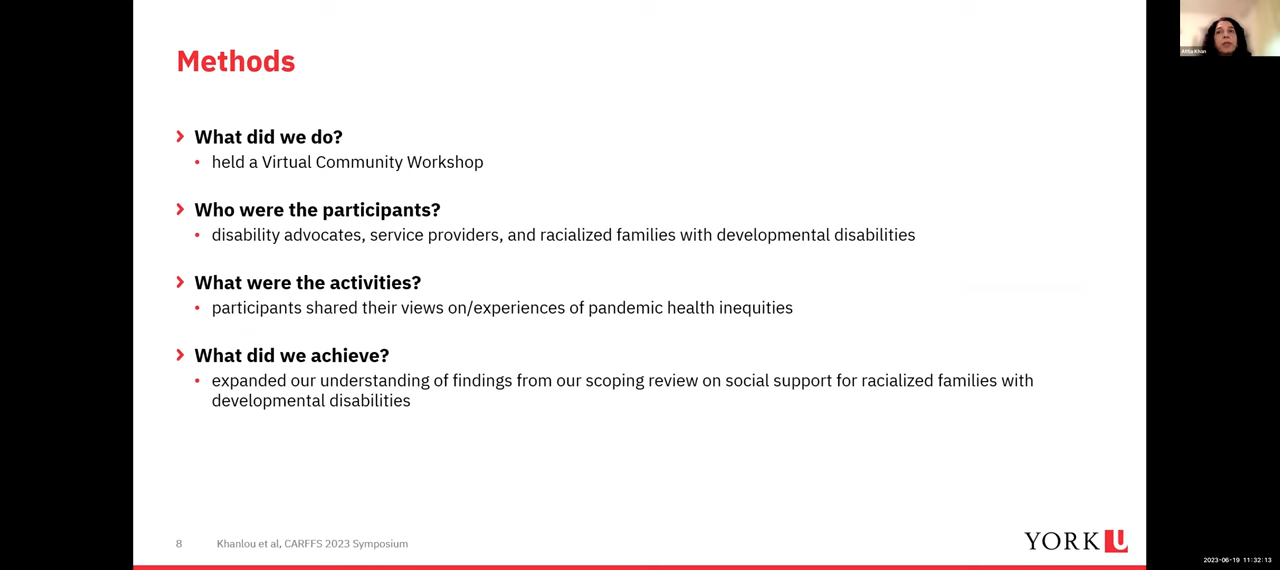 Methods
What did we do?
• held a Virtual Community Workshop
Who were the participants?
• disability advocates, service providers, and racialized families with developmental disabilities
What were the activities?
• participants shared their views on/experiences of pandemic health inequities
What did we achieve?
• expanded our understanding of findings from our scoping review on social support for racialized families with
developmental disabilities
8 Khanlou et al, CARFFS 2023 Symposium
YORK U
Attia Khan
2023-06-19 11:32:13